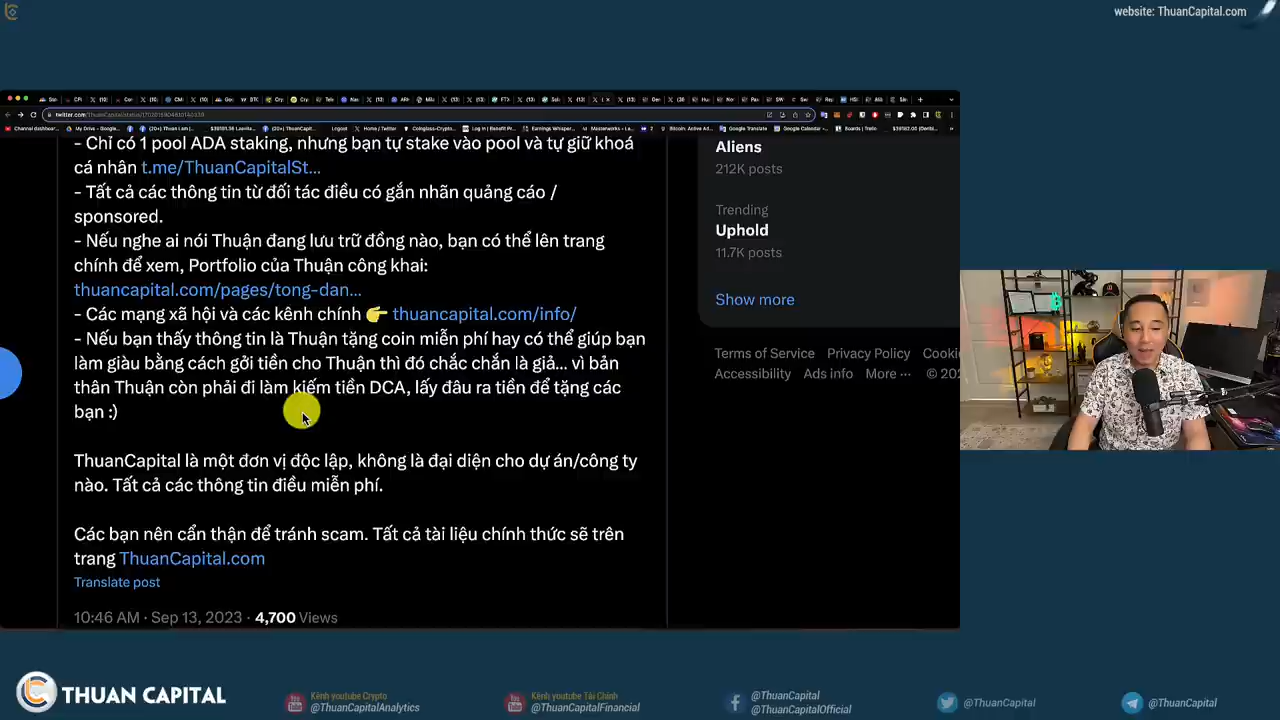 website: ThuanCapital.com
- Chỉ có 1 pool ADA staking, nhưng bạn tự stake vào pool và tự giữ khoá
cá nhân t.me/ThuanCapitalSt...
- Tất cả các thông tin từ đối tác điều có gắn nhãn quảng cáo /
sponsored.
- Nếu nghe ai nói Thuận đang lưu trữ đồng nào, bạn có thể lên trang
chính để xem, Portfolio của Thuận công khai:
thuancapital.com/pages/tong-dan...
- Các mạng xã hội và các kênh chính 👉 thuancapital.com/info/
- Nếu bạn thấy thông tin là Thuận tặng coin miễn phí hay có thể giúp bạn
làm giàu bằng cách gởi tiền cho Thuận thì đó chắc chắn là giả... vì bản
thân Thuận còn phải đi làm kiếm tiền DCA, lấy đâu ra tiền để tặng các
bạn :)
ThuanCapital là một đơn vị độc lập, không là đại diện cho dự án/công ty
nào. Tất cả các thông tin điều miễn phí.
Các bạn nên cẩn thận để tránh scam. Tất cả tài liệu chính thức sẽ trên
trang ThuanCapital.com
Translate post
10:46 AM · Sep 13, 2023 · 4,700 Views
Aliens
212K posts
Trending
Uphold
11.7K posts
Show more
Terms of Service Privacy Policy Cookie
Accessibility Ads info More ···
THUAN CAPITAL
Kênh youtube Crypto
@ThuanCapitalAnalytics
Kênh youtube Tài Chính
@ThuanCapitalFinancial
@ThuanCapital
@ThuanCapitalOfficial
@ThuanCapital
@ThuanCapital